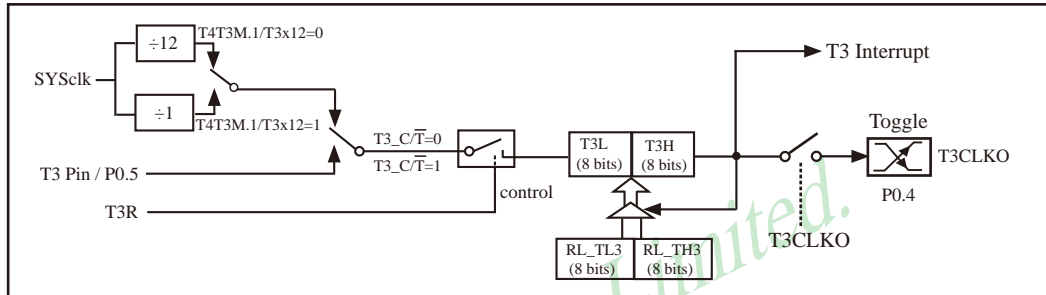 ÷12
T4T3M.1/T3x12=0
SYSclk
÷1
T4T3M.1/T3x12=1
T3_C/T̅=0
T3_C/T̅=1
T3 Pin / P0.5
T3R
control
T3L
(8 bits)
T3H
(8 bits)
RL_TL3
(8 bits)
RL_TH3
(8 bits)
T3 Interrupt
Toggle
T3CLKO
P0.4
T3CLKO
Limited.